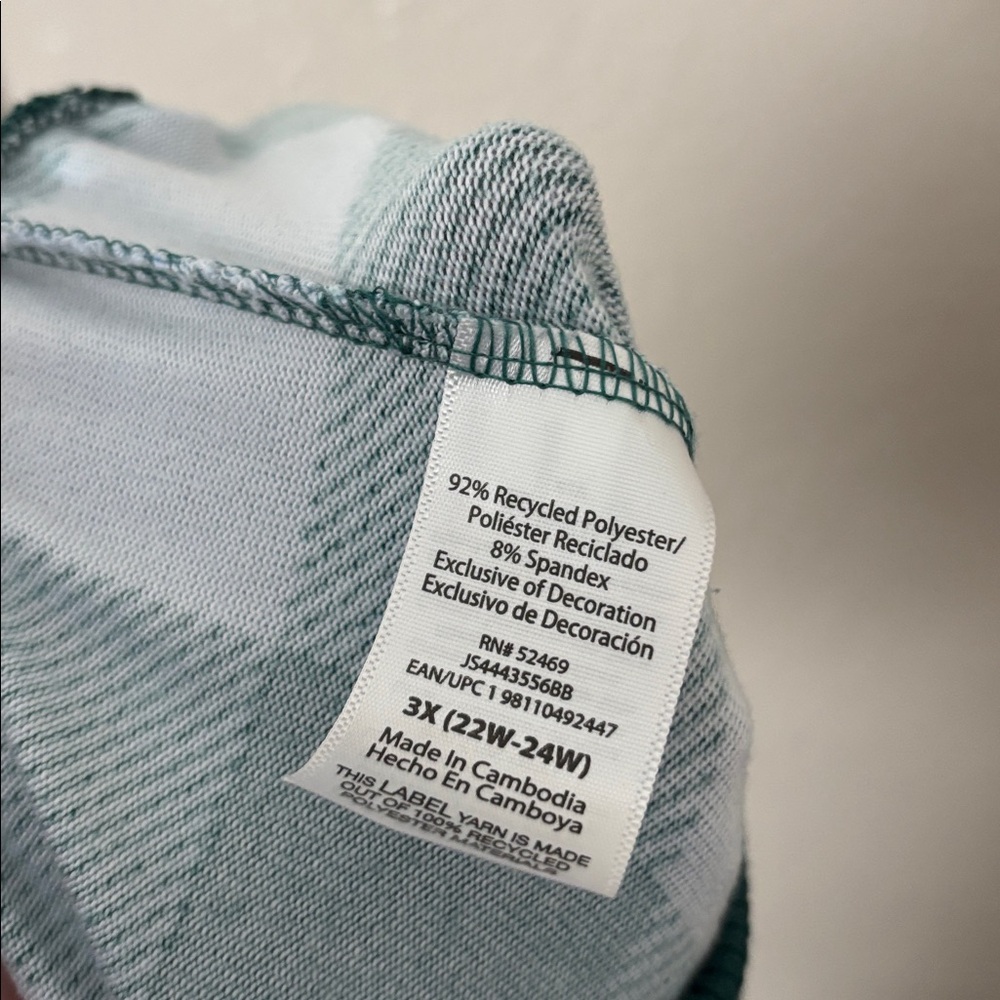 92% Recycled Polyester/
Poliéster Reciclado
8% Spandex
Exclusive of Decoration
Exclusivo de Decoración
RN# 52469
JS4443556BB
EAN/UPC 1 98110492447
3X (22W-24W)
Made In Cambodia
Hecho En Camboya
THIS LABEL YARN IS MADE
OUT OF 100% RECYCLED
POLYESTER MATERIALS